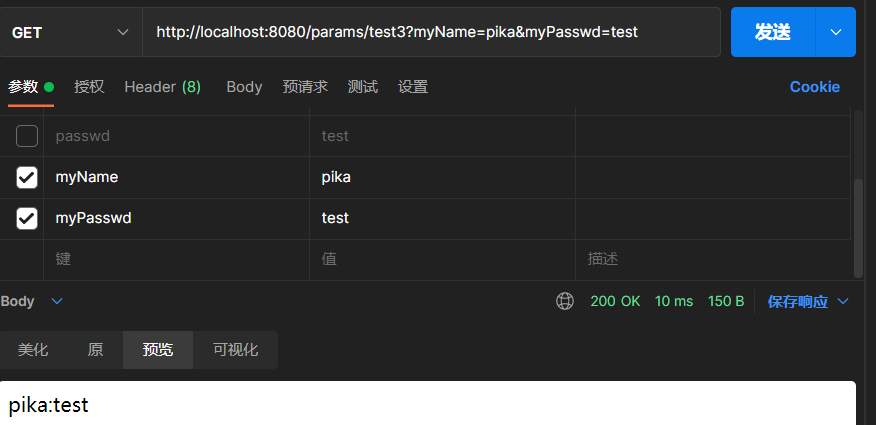 GET http://localhost:8080/params/test3?myName=pika&myPasswd=test 发送
参数 授权 Header (8) Body 预请求 测试 设置 Cookie
passwd test
myName pika
myPasswd test
键 值 描述
Body 200 OK 10 ms 150 B 保存响应
美化 原 预览 可视化
pika:test